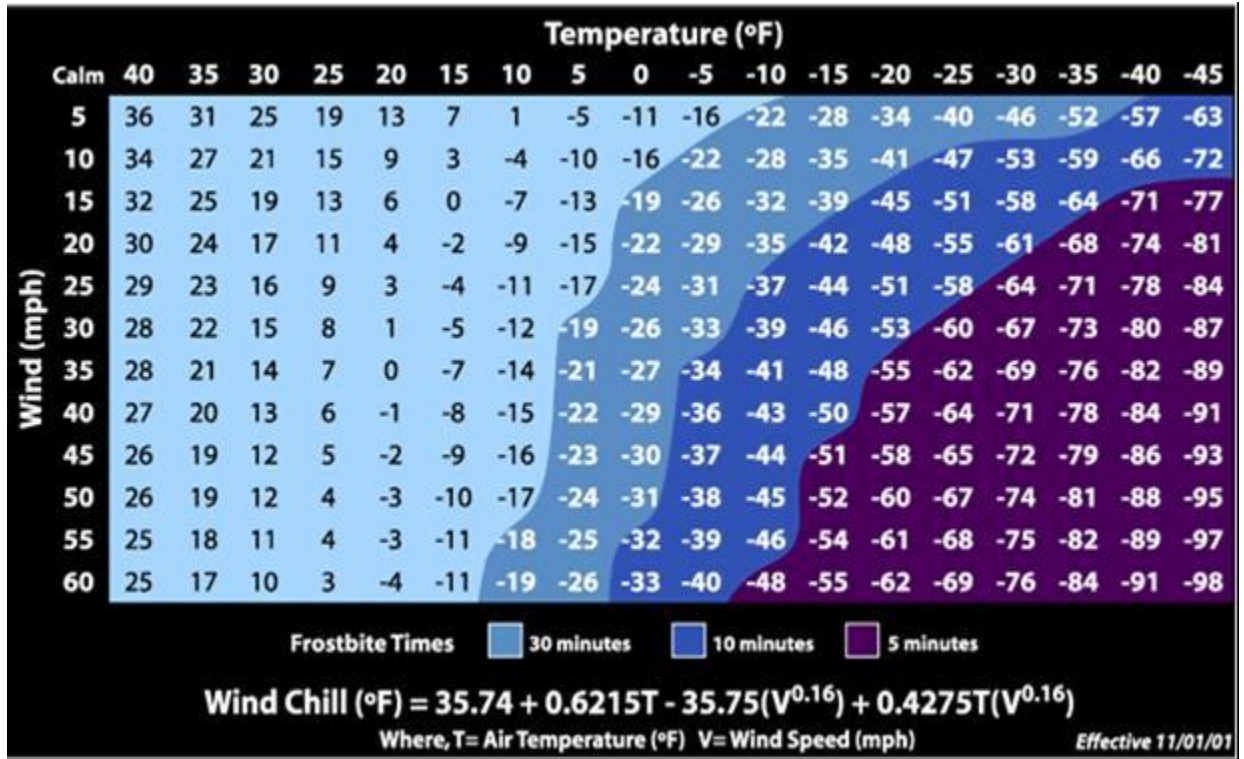 Temperature (ºF)
Calm 40 35 30 25 20 15 10 5 0 -5 -10 -15 -20 -25 -30 -35 -40 -45
5 36 31 25 19 13 7 1 -5 -11 -16 -22 -28 -34 -40 -46 -52 -57 -63
10 34 27 21 15 9 3 -4 -10 -16 -22 -28 -35 -41 -47 -53 -59 -66 -72
15 32 25 19 13 6 0 -7 -13 -19 -26 -32 -39 -45 -51 -58 -64 -71 -77
20 30 24 17 11 4 -2 -9 -15 -22 -29 -35 -42 -48 -55 -61 -68 -74 -81
25 29 23 16 9 3 -4 -11 -17 -24 -31 -37 -44 -51 -58 -64 -71 -78 -84
30 28 22 15 8 1 -5 -12 -19 -26 -33 -39 -46 -53 -60 -67 -73 -80 -87
35 28 21 14 7 0 -7 -14 -21 -27 -34 -41 -48 -55 -62 -69 -76 -82 -89
40 27 20 13 6 -1 -8 -15 -22 -29 -36 -43 -50 -57 -64 -71 -78 -84 -91
45 26 19 12 5 -2 -9 -16 -23 -30 -37 -44 -51 -58 -65 -72 -79 -86 -93
50 26 19 12 4 -3 -10 -17 -24 -31 -38 -45 -52 -60 -67 -74 -81 -88 -95
55 25 18 11 4 -3 -11 -18 -25 -32 -39 -46 -54 -61 -68 -75 -82 -89 -97
60 25 17 10 3 -4 -11 -19 -26 -33 -40 -48 -55 -62 -69 -76 -84 -91 -98
Wind (mph)
Frostbite Times 30 minutes 10 minutes 5 minutes
Wind Chill (ºF) = 35.74 + 0.6215T - 35.75(V^0.16) + 0.4275T(V^0.16)
Where, T= Air Temperature (ºF) V= Wind Speed (mph)
Effective 11/01/01